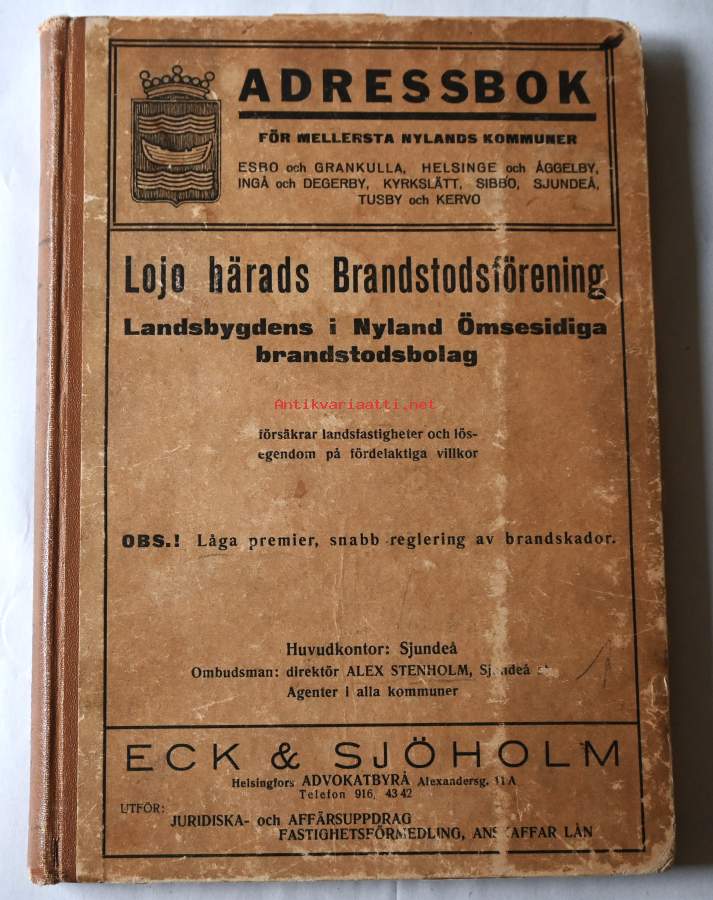 ADRESSBOK
FÖR MELLERSTA NYLANDS KOMMUNER
ESBO och GRANKULLA, HELSINGE och ÅGGELBY,
INGÅ och DEGERBY, KYRKSLÄTT, SIBBO, SJUNDEÅ,
TUSBY och KERVO
Lojo härads Brandstodsförening
Landsbygdens i Nyland Ömsesidiga
brandstodsbolag
Antikvariaatti.net
försäkrar landsfastigheter och lös-
egendom på fördelaktiga villkor
OBS.! Låga premier, snabb reglering av brandskador.
Huvudkontor: Sjundeå
Ombudsman: direktör ALEX STENHOLM, Sjundeå
Agenter i alla kommuner
ECK & SJÖHOLM
Helsingfors ADVOKATBYRÅ Alexandersg. 11 A
Telefon 916, 43 42
UTFÖR:
JURIDISKA- och AFFÄRSUPPDRAG
FASTIGHETSFÖRMEDLING, ANSKAFFAR LÅN